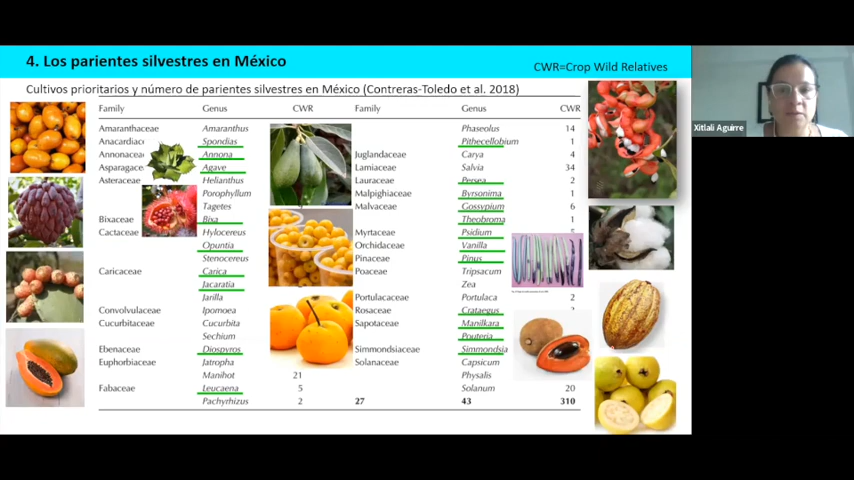 4. Los parientes silvestres en México
CWR=Crop Wild Relatives
Cultivos prioritarios y número de parientes silvestres en México (Contreras-Toledo et al. 2018)
Family Genus CWR Family Genus CWR
Amaranthaceae Amaranthus Phaseolus 14
Anacardiac Spondias Pithecellobium 1
Annonacea Annona Juglandaceae Carya 4
Asparagace Agave Lamiaceae Salvia 34
Asteraceae Helianthus Lauraceae Persea 2
Porophyllum Malpighiaceae Byrsonima 1
Tagetes Malvaceae Gossypium 6
Bixaceae Bixa Theobroma 1
Cactaceae Hylocereus Myrtaceae Psidium
Opuntia Orchidaceae Vanilla
Stenocereus Pinaceae Pinus
Caricaceae Carica Poaceae Tripsacum
Jacaratia Zea
Jarilla Portulacaceae Portulaca 2
Convolvulaceae Ipomoea Rosaceae Crataegus
Cucurbitaceae Cucurbita Sapotaceae Manilkara
Sechium Pouteria
Ebenaceae Diospyros Simmondsiaceae Simmondsia
Euphorbiaceae Jatropha Solanaceae Capsicum
Manihot 21 Physalis
Fabaceae Leucaena 5 Solanum 20
Pachyrhizus 2 27 43 310
Xitlali Aguirre